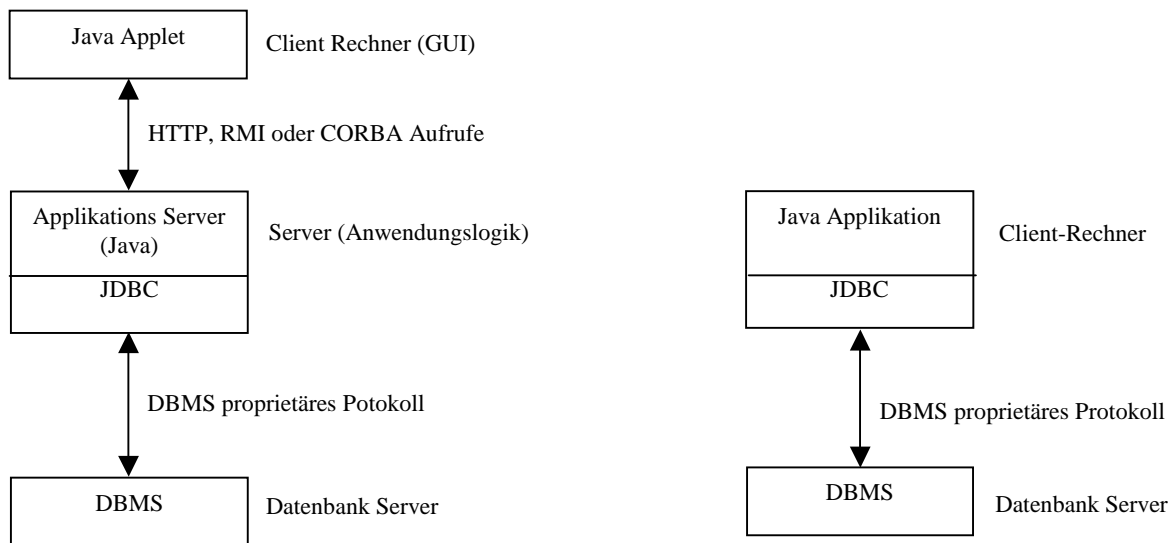 Java Applet
Client Rechner (GUI)
HTTP, RMI oder CORBA Aufrufe
Applikations Server
(Java)
Server (Anwendungslogik)
JDBC
DBMS proprietäres Potokoll
DBMS
Datenbank Server
Java Applikation
Client-Rechner
JDBC
DBMS proprietäres Protokoll
DBMS
Datenbank Server